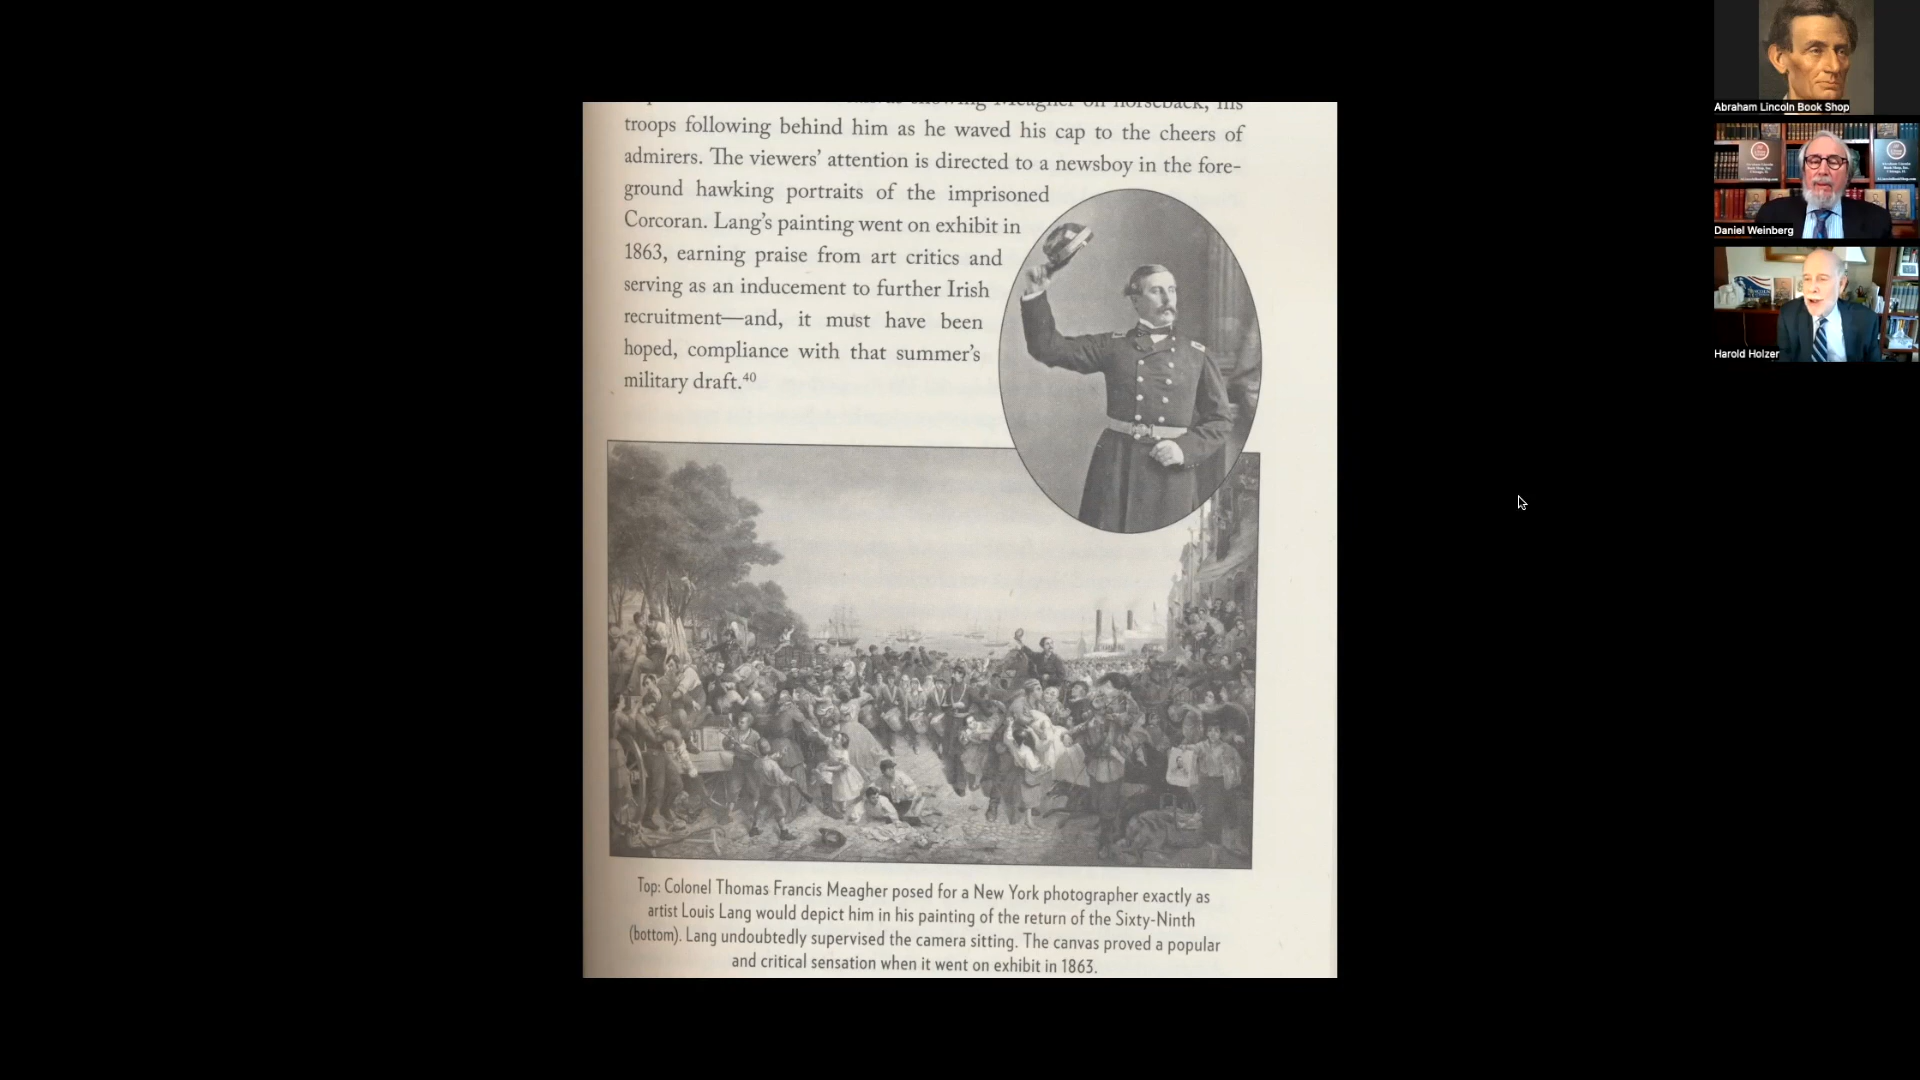 showing Meagher on horseback, his
troops following behind him as he waved his cap to the cheers of
admirers. The viewers’ attention is directed to a newsboy in the fore-
ground hawking portraits of the imprisoned
Corcoran. Lang’s painting went on exhibit in
1863, earning praise from art critics and
serving as an inducement to further Irish
recruitment—and, it must have been
hoped, compliance with that summer’s
military draft.⁴⁰
Top: Colonel Thomas Francis Meagher posed for a New York photographer exactly as
artist Louis Lang would depict him in his painting of the return of the Sixty-Ninth
(bottom). Lang undoubtedly supervised the camera sitting. The canvas proved a popular
and critical sensation when it went on exhibit in 1863.
Abraham Lincoln Book Shop
Daniel Weinberg
Harold Holzer